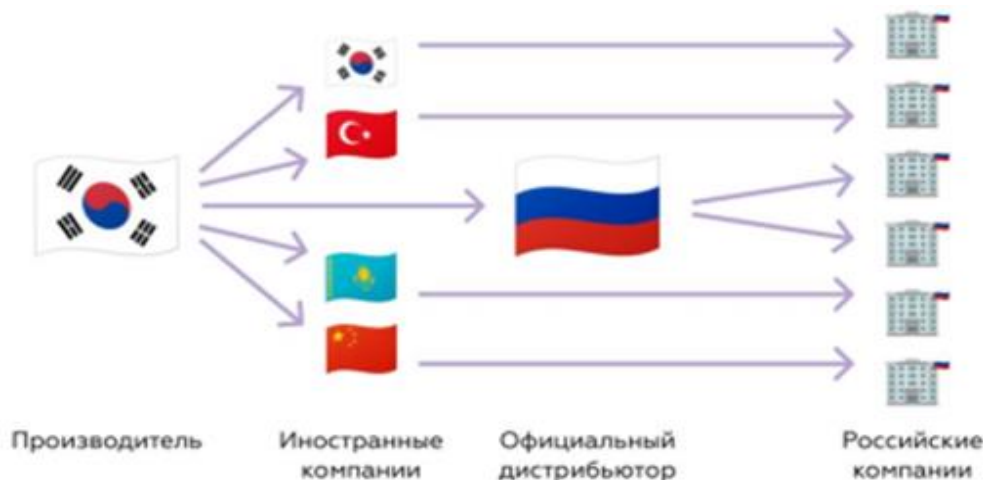 Производитель
Иностранные
компании
Официальный
дистрибьютор
Российские
компании